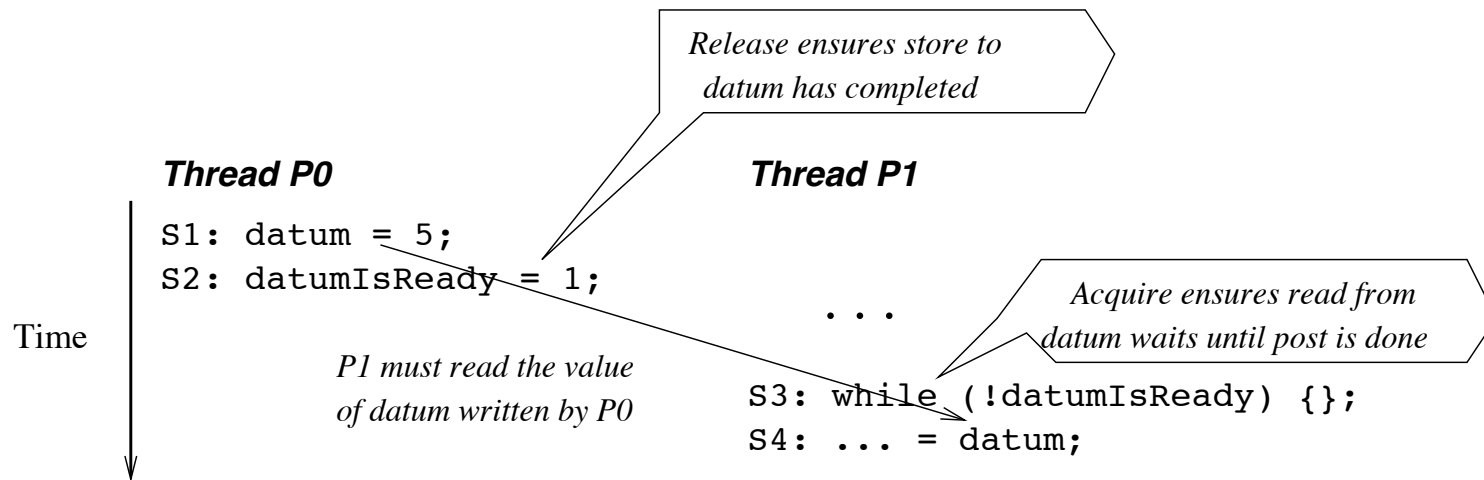 Release ensures store to
datum has completed
Thread P0
Thread P1
S1: datum = 5;
S2: datumIsReady = 1;
Time
P1 must read the value
of datum written by P0
. . .
Acquire ensures read from
datum waits until post is done
S3: while (!datumIsReady) {};
S4: ... = datum;